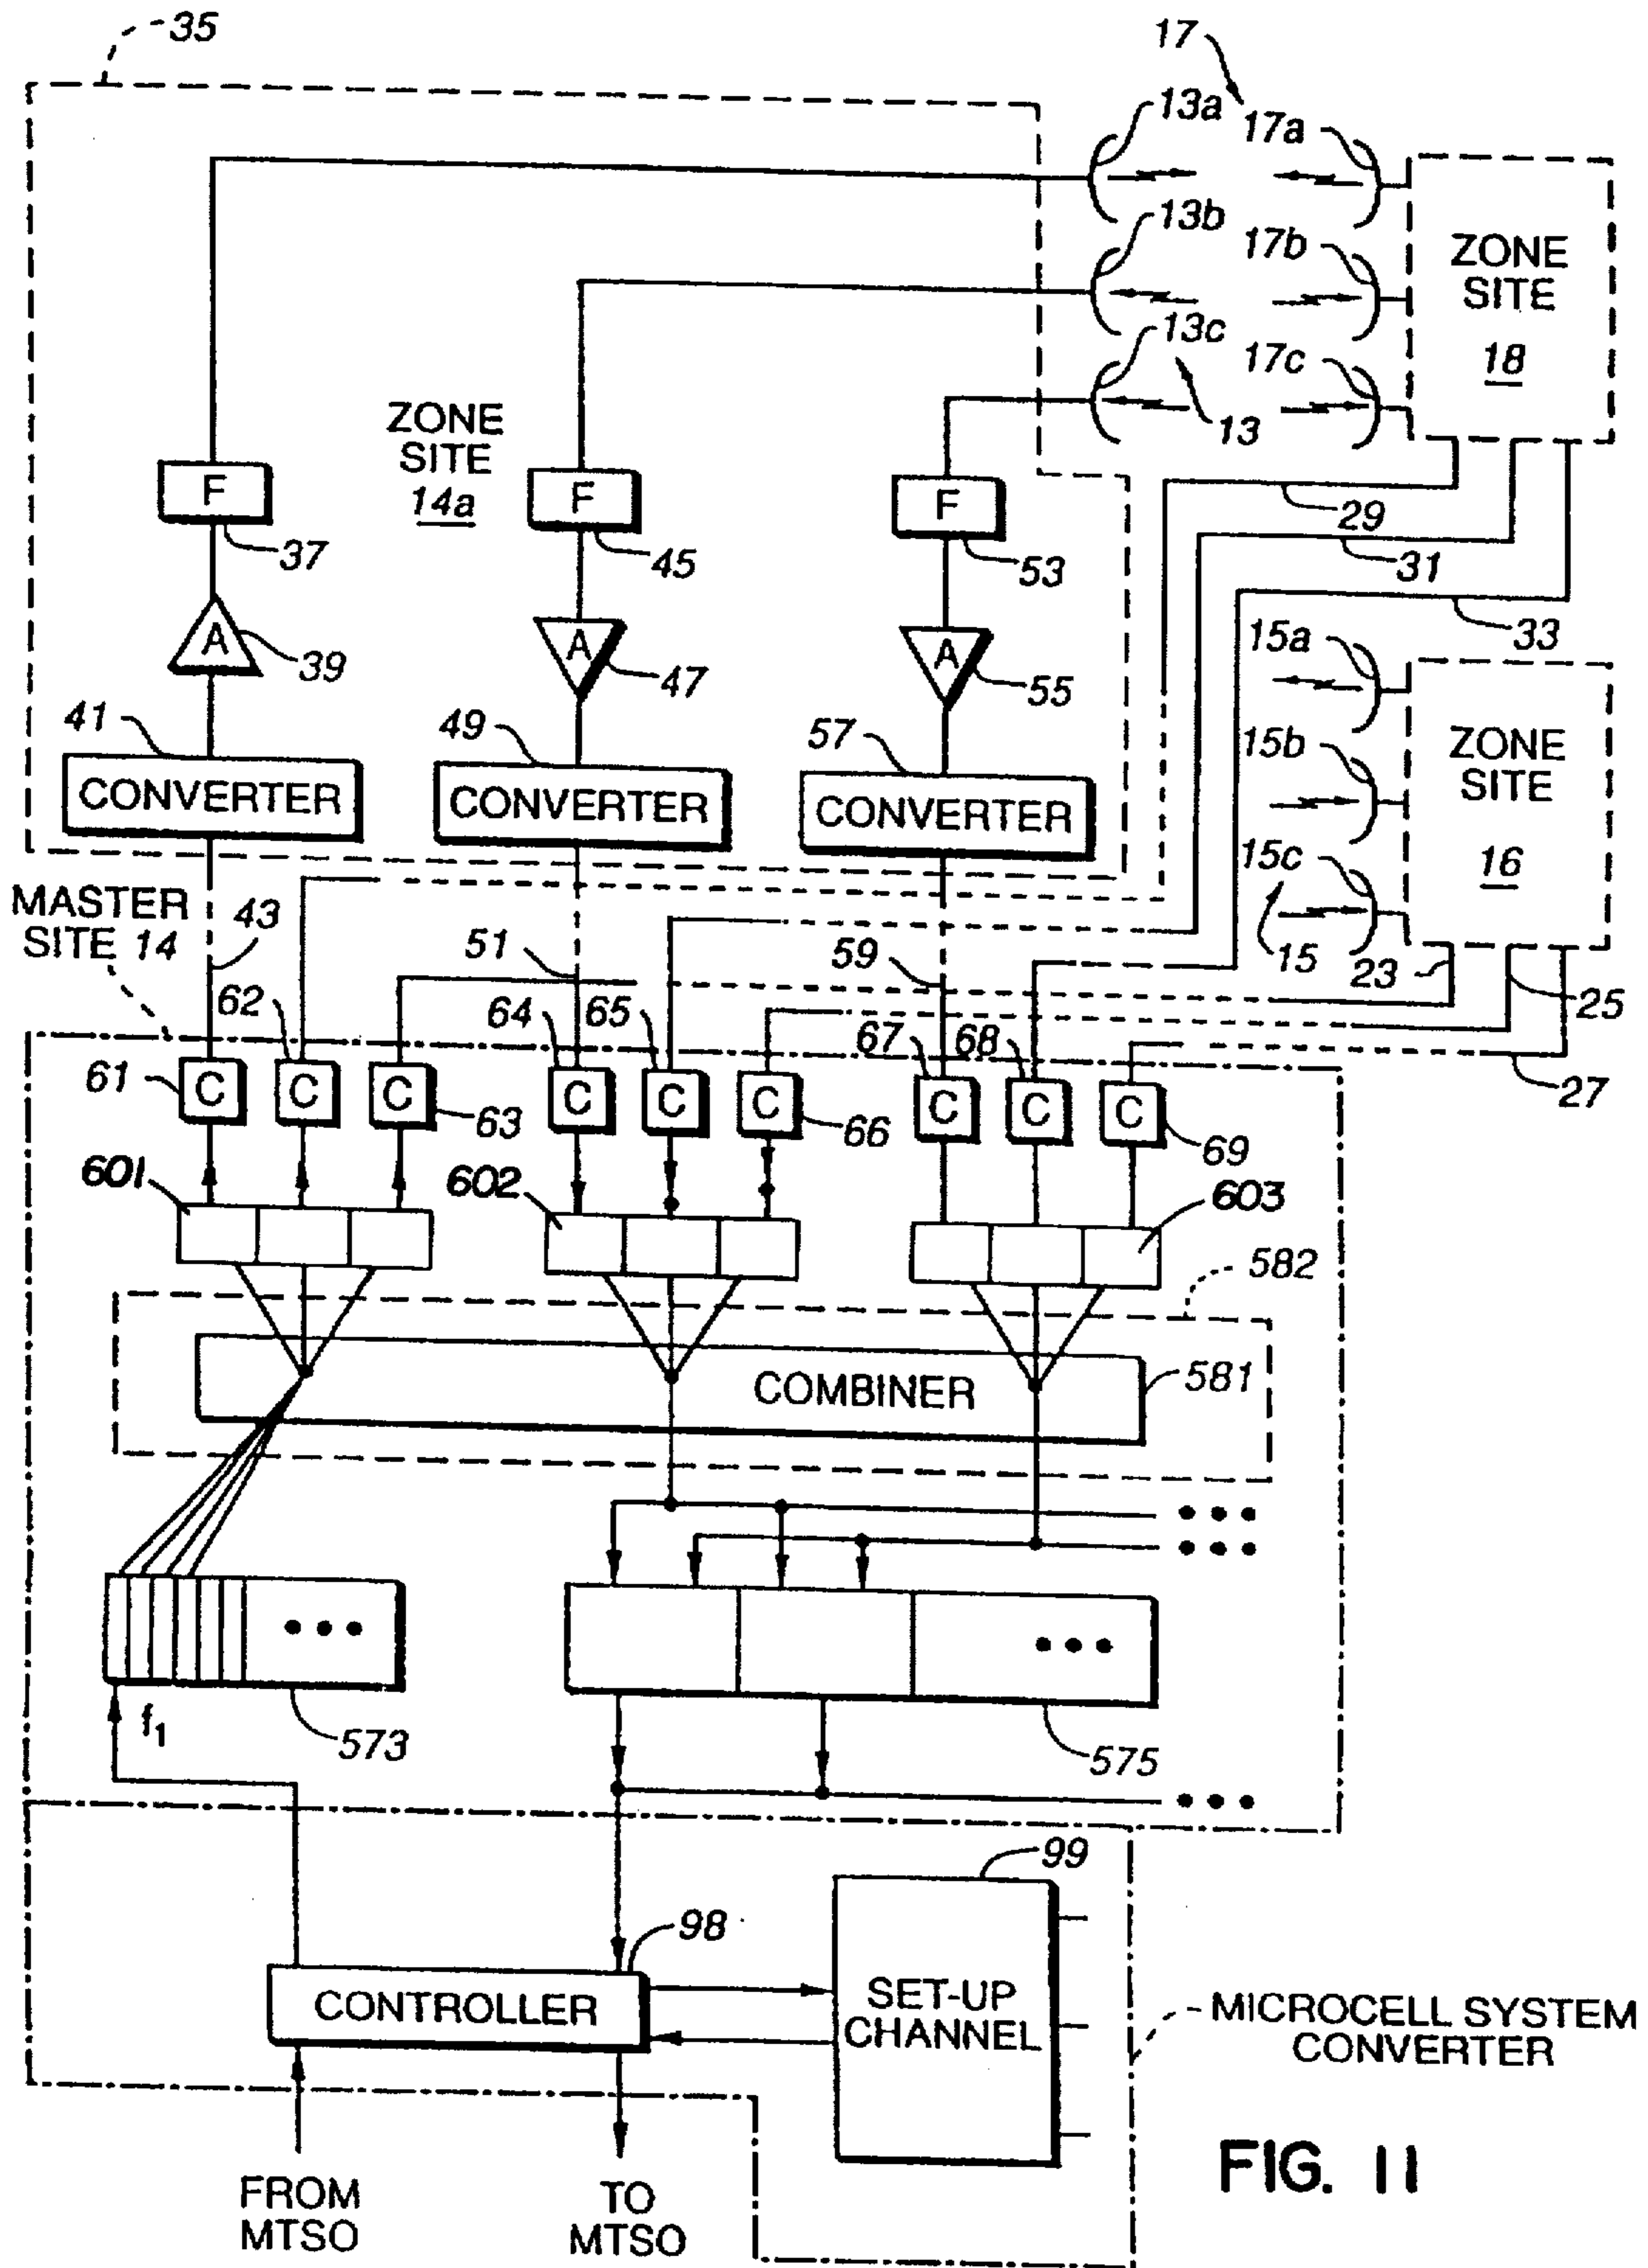 35
17
13a
17a
13b
17b
13c
17c
13
ZONE
SITE
18
ZONE
SITE
14a
F
37
F
45
F
53
29
31
33
A
39
A
47
A
55
15a
15b
15c
15
ZONE
SITE
16
41
CONVERTER
49
CONVERTER
57
CONVERTER
MASTER
SITE 14
43
51
59
23
25
27
62
64
65
67
68
61
C
C
C
63
C
C
C
66
C
C
C
69
601
602
603
582
COMBINER
581
f1
573
575
99
98
CONTROLLER
SET-UP
CHANNEL
MICROCELL SYSTEM
CONVERTER
FROM
MTSO
TO
MTSO
FIG. 11